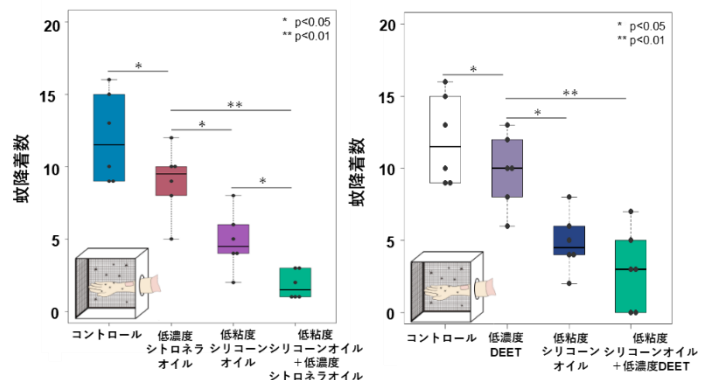 20
15
10
5
0
蚊降着数
* p<0.05
** p<0.01
*
**
*
*
コントロール
低濃度
シトロネラ
オイル
低粘度
シリコーン
オイル
低粘度
シリコーンオイル
+低濃度
シトロネラオイル
20
15
10
5
0
蚊降着数
* p<0.05
** p<0.01
*
**
*
コントロール
低濃度
DEET
低粘度
シリコーン
オイル
低粘度
シリコーンオイル
+低濃度DEET